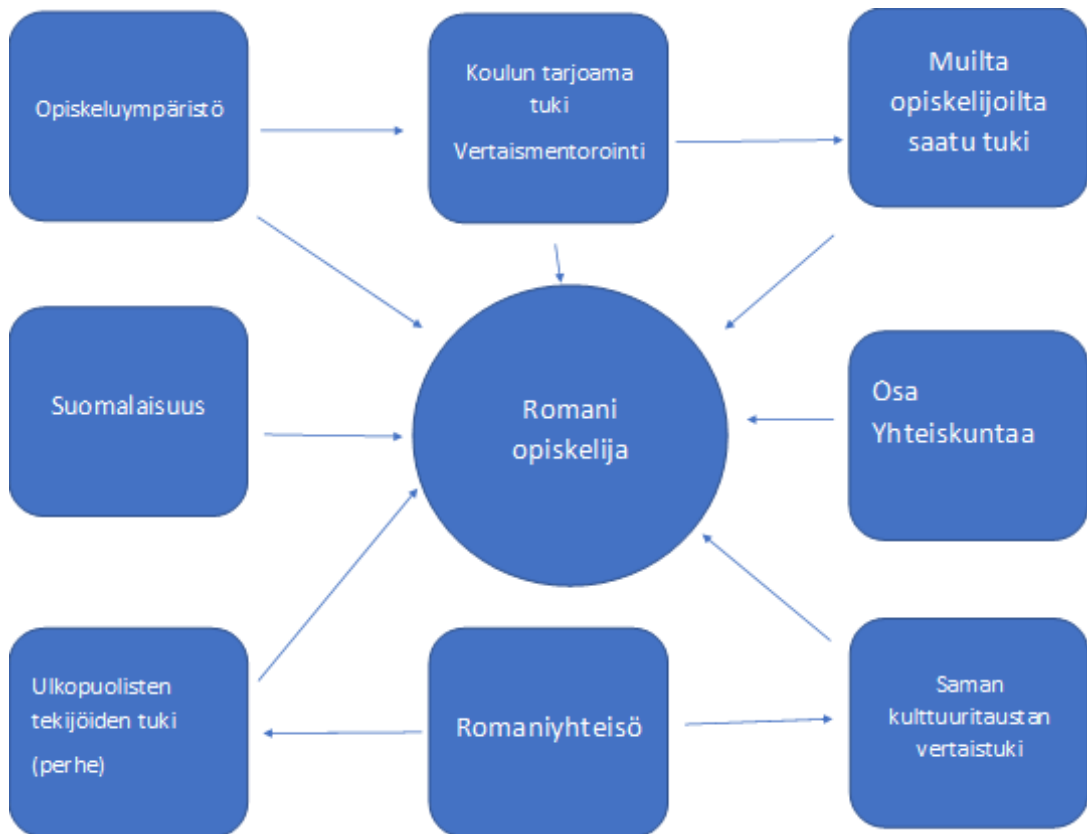 Opiskeluympäristö
Koulun tarjoama
tuki
Vertaismentorointi
Muilta
opiskelijoilta
saatu tuki
Suomalaisuus
Romani
opiskelija
Osa
Yhteiskuntaa
Ulkopuolisten
tekijöiden tuki
(perhe)
Romaniyhteisö
Saman
kulttuuritaustan
vertaistuki